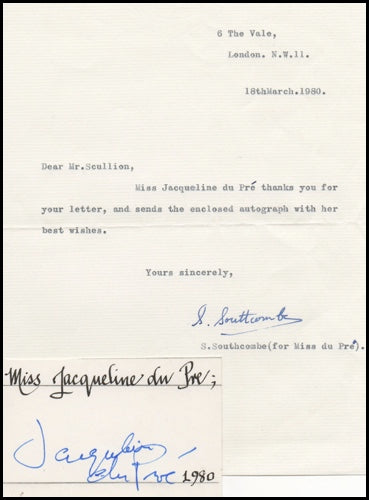 6 The Vale,
London. N.W.11.
18thMarch.1980.
Dear Mr.Scullion,
Miss Jacqueline du Pré thanks you for
your letter, and sends the enclosed autograph with her
best wishes.
Yours sincerely,
S. Southcombe
S.Southcombe(for Miss du Pré).
Miss Jacqueline du Pre;
Jacqueline
du Pré 1980